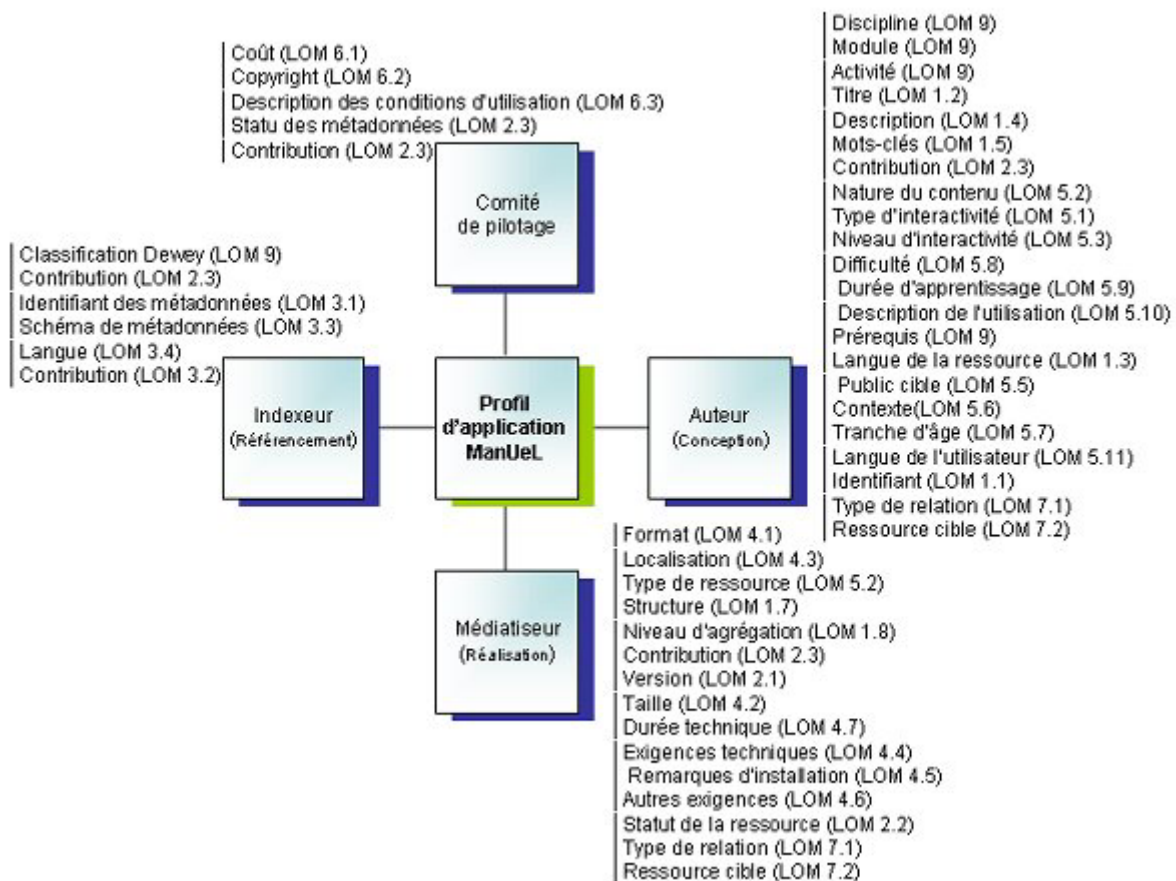 Coût (LOM 6.1)
Copyright (LOM 6.2)
Description des conditions d'utilisation (LOM 6.3)
Statu des métadonnées (LOM 2.3)
Contribution (LOM 2.3)
Comité
de pilotage
Classification Dewey (LOM 9)
Contribution (LOM 2.3)
Identifiant des métadonnées (LOM 3.1)
Schéma de métadonnées (LOM 3.3)
Langue (LOM 3.4)
Contribution (LOM 3.2)
Indexeur
(Référencement)
Profil
d'application
ManUeL
Auteur
(Conception)
Discipline (LOM 9)
Module (LOM 9)
Activité (LOM 9)
Titre (LOM 1.2)
Description (LOM 1.4)
Mots-clés (LOM 1.5)
Contribution (LOM 2.3)
Nature du contenu (LOM 5.2)
Type d'interactivité (LOM 5.1)
Niveau d'interactivité (LOM 5.3)
Difficulté (LOM 5.8)
Durée d'apprentissage (LOM 5.9)
Description de l'utilisation (LOM 5.10)
Prérequis (LOM 9)
Langue de la ressource (LOM 1.3)
Public cible (LOM 5.5)
Contexte(LOM 5.6)
Tranche d'âge (LOM 5.7)
Langue de l'utilisateur (LOM 5.11)
Identifiant (LOM 1.1)
Type de relation (LOM 7.1)
Ressource cible (LOM 7.2)
Médiatiseur
(Réalisation)
Format (LOM 4.1)
Localisation (LOM 4.3)
Type de ressource (LOM 5.2)
Structure (LOM 1.7)
Niveau d'agrégation (LOM 1.8)
Contribution (LOM 2.3)
Version (LOM 2.1)
Taille (LOM 4.2)
Durée technique (LOM 4.7)
Exigences techniques (LOM 4.4)
Remarques d'installation (LOM 4.5)
Autres exigences (LOM 4.6)
Statut de la ressource (LOM 2.2)
Type de relation (LOM 7.1)
Ressource cible (LOM 7.2)